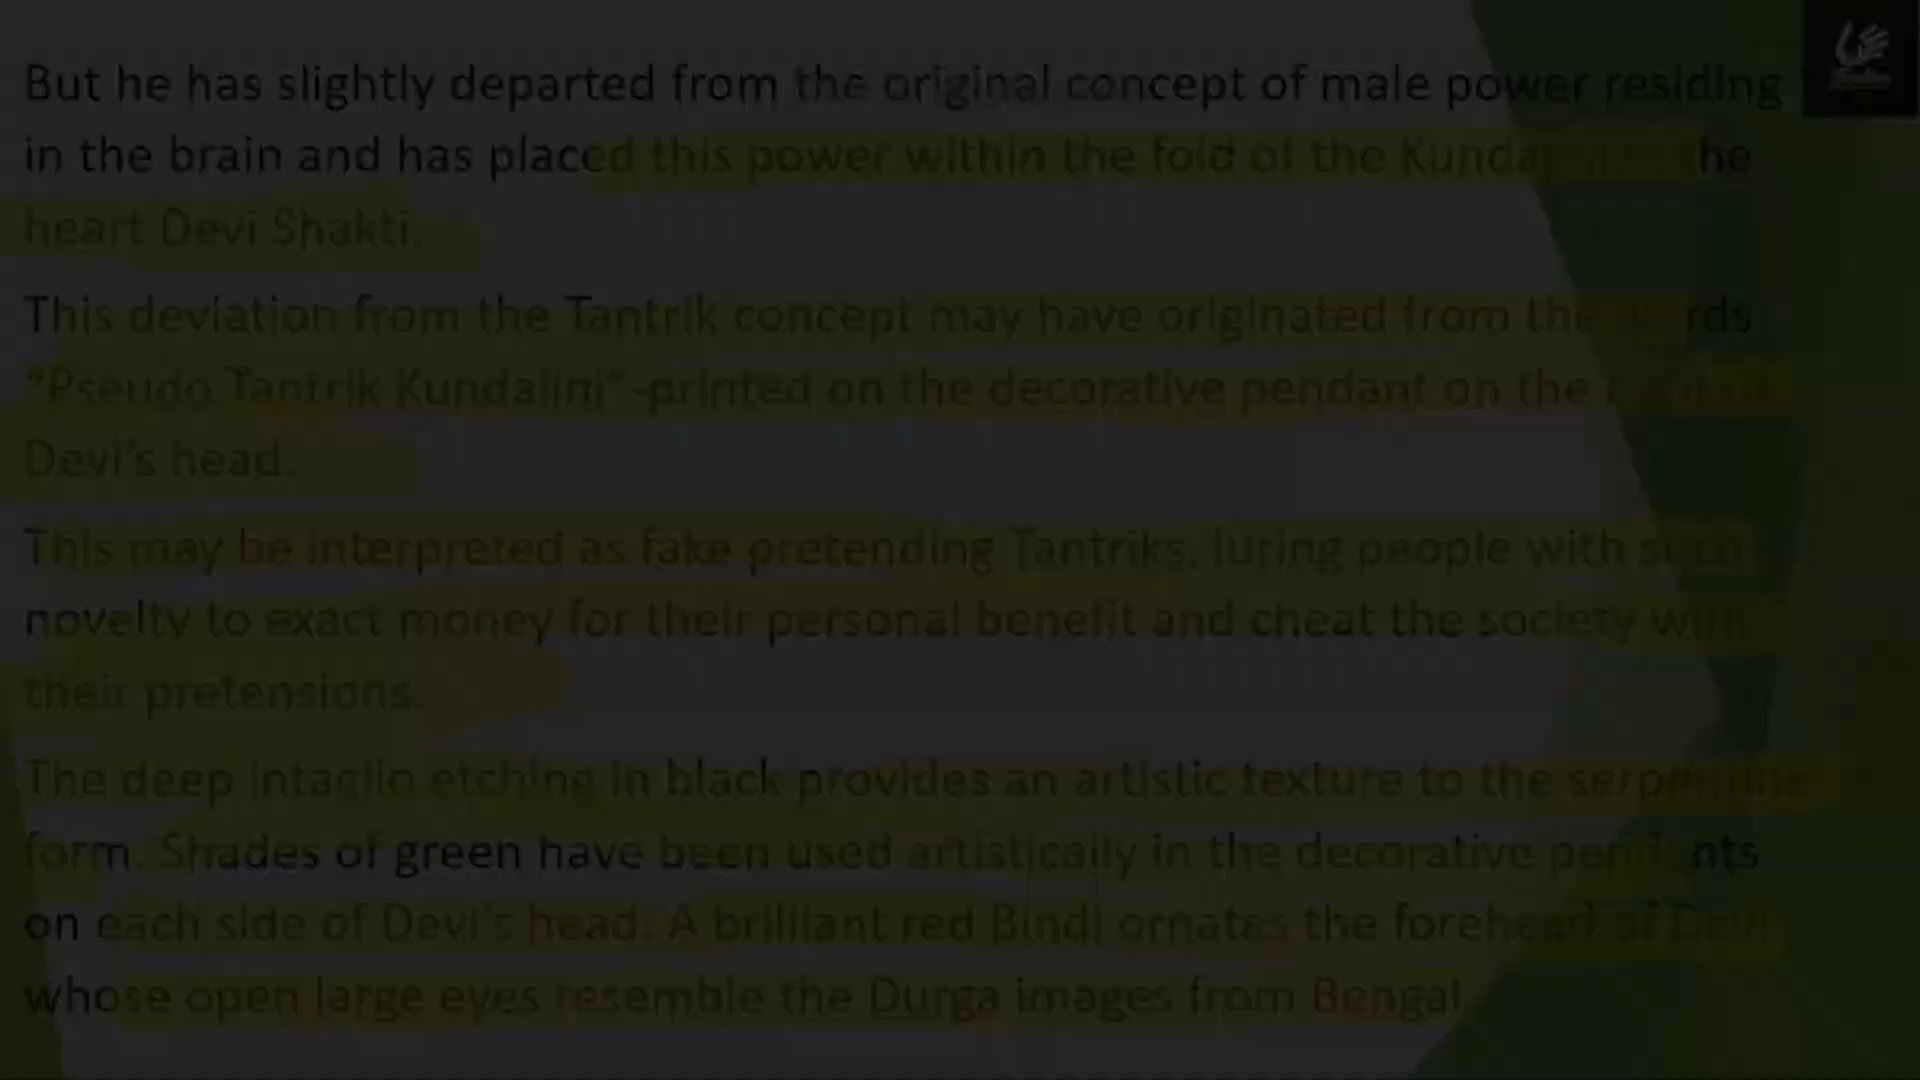 But he has slightly departed from the original concept of male power residing
in the brain and has placed this power within the fold of the Kunda he
heart Devi Shakti.
This deviation from the Tantrik concept may have originated from the rds
"Pseudo Tantrik Kundalini" -printed on the decorative pendant on the
Devi's head.
This may be interpreted as fake pretending Tantriks, luring people with such
novelty to exact money for their personal benefit and cheat the society with
their pretensions.
The deep intaglio etching in black provides an artistic texture to the serpentine
form. Shades of green have been used artistically in the decorative pendants
on each side of Devi's head. A brilliant red Bindi ornates the forehead of Devi
whose open large eyes resemble the Durga images from Bengal